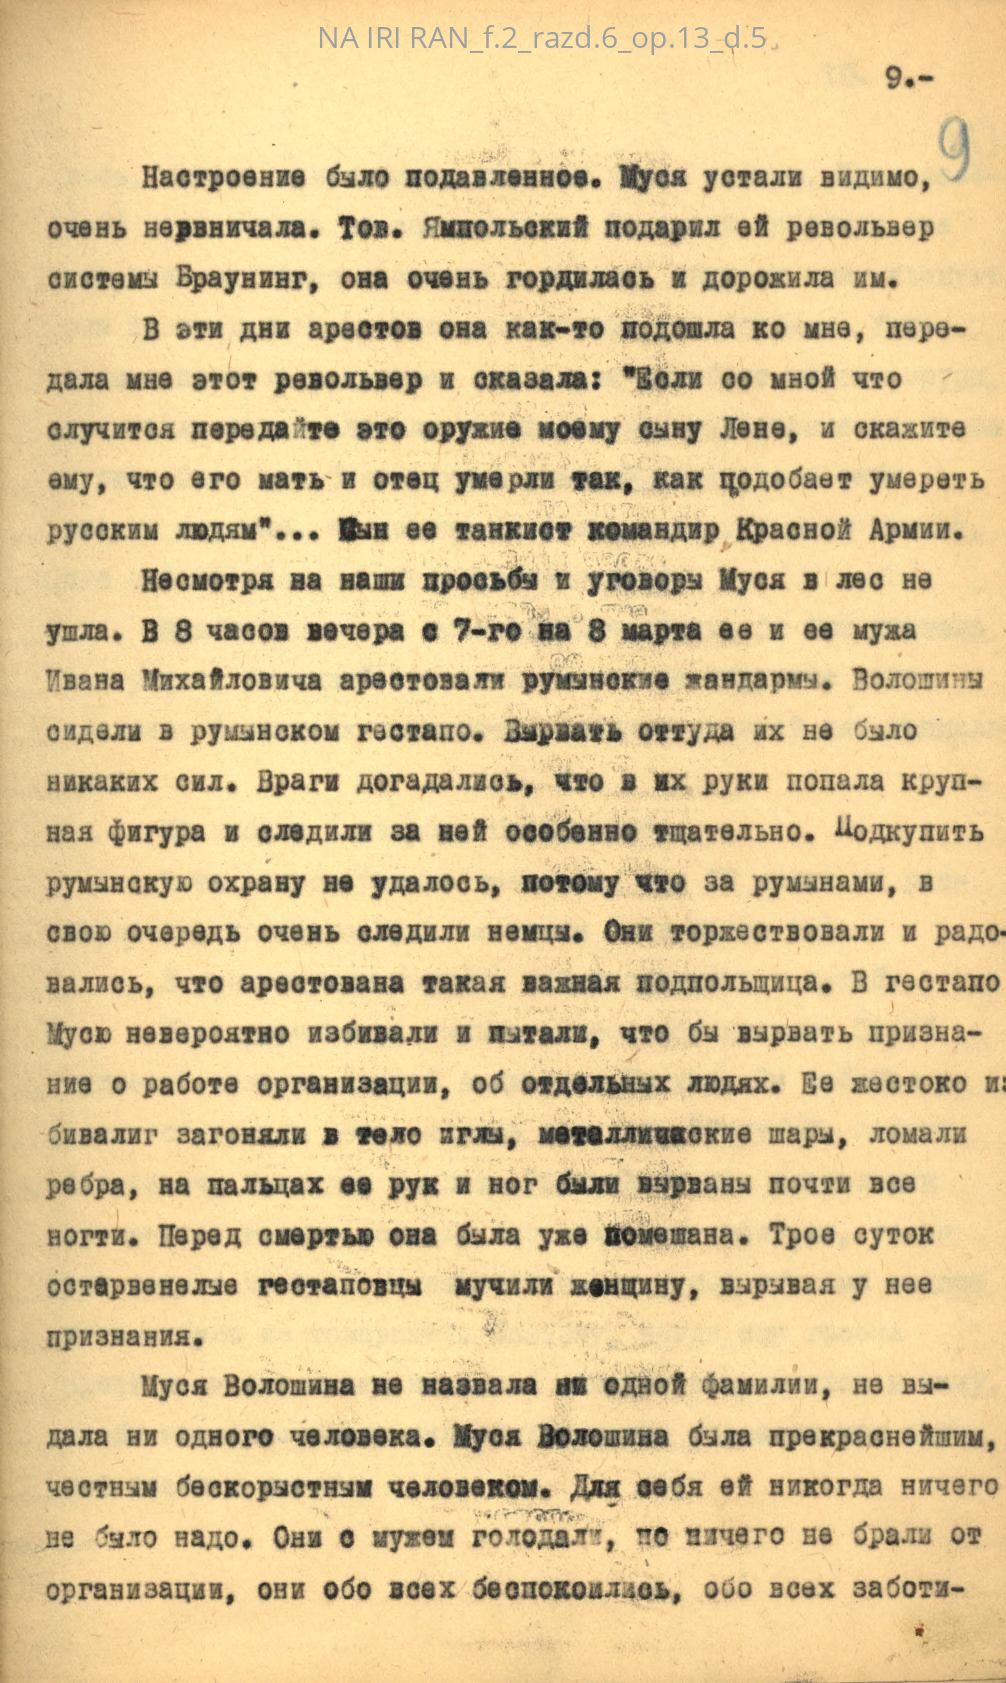 NA IRI RAN_f.2_razd.6_op.13_d.5
9.-
9
Настроение было подавленное. Муся устали видимо,
очень нервничала. Тов. Ямпольский подарил ей револьвер
системы Браунинг, она очень гордилась и дорожила им.
В эти дни арестов она как-то подошла ко мне, пере-
дала мне этот револьвер и сказала: "Если со мной что
случится передайте это оружие моему сыну Лене, и скажите
ему, что его мать и отец умерли так, как подобает умереть
русским людям"... Сын ее танкист командир Красной Армии.
Несмотря на наши просьбы и уговоры Муся в лес не
ушла. В 8 часов вечера с 7-го на 8 марта ее и ее мужа
Ивана Михайловича арестовали румынские жандармы. Волошины
сидели в румынском гестапо. Вырвать оттуда их не было
никаких сил. Враги догадались, что в их руки попала круп-
ная фигура и следили за ней особенно тщательно. Подкупить
румынскую охрану не удалось, потому что за румынами, в
свою очередь очень следили немцы. Они торжествовали и радо-
вались, что арестована такая важная подпольщица. В гестапо
Мусю невероятно избивали и пытали, что бы вырвать призна-
ние о работе организации, об отдельных людях. Ее жестоко из
бивалиг загоняли в тело иглы, металлические шары, ломали
ребра, на пальцах ее рук и ног были вырваны почти все
ногти. Перед смертью она была уже помешана. Трое суток
остервенелые гестаповцы мучили женщину, вырывая у нее
признания.
Муся Волошина не назвала ни одной фамилии, не вы-
дала ни одного человека. Муся Волошина была прекраснейшим,
честным бескорыстным человеком. Для себя ей никогда ничего
не было надо. Они с мужем голодали, но ничего не брали от
организации, они обо всех беспокоились, обо всех заботи-